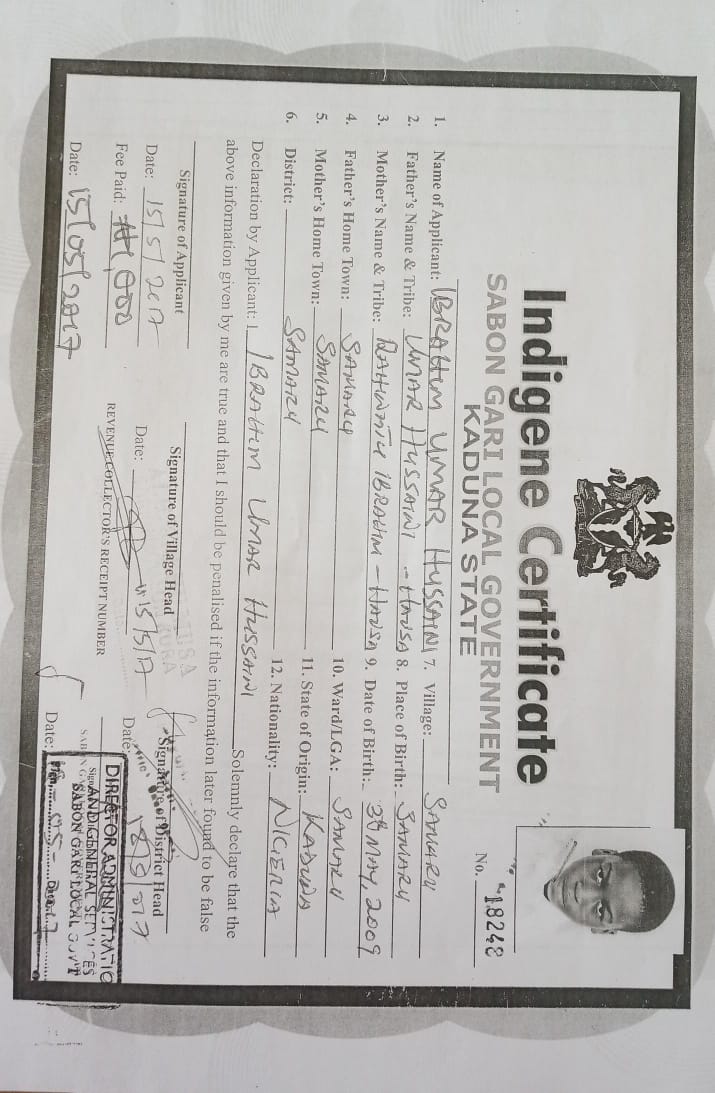 Indigene Certificate
SABON GARI LOCAL GOVERNMENT
KADUNA STATE
No. 18248
1. Name of Applicant: IBRAHIM UMAR HUSSAINI
2. Father's Name & Tribe: UMAR HUSSAINI - HAUSA
3. Mother's Name & Tribe: RAHINATU IBRAHIM - HAUSA
4. Father's Home Town: SAMARU
5. Mother's Home Town: SAMARU
6. District: SAMARU
7. Village: SAMARU
8. Place of Birth: SAMARU
9. Date of Birth: MAY, 2009
10. Ward/LGA: SAMARU
11. State of Origin: KADUNA
12. Nationality: NIGERIA
Declaration by Applicant: I IBRAHIM UMAR HUSSAINI Solemnly declare that the
above information given by me are true and that I should be penalised if the information later found to be false
Signature of Applicant
Date: 15/5/2017
Fee Paid: ₦1,000
Date: 15/05/2017
Signature of Village Head
Date: 15/5/17
REVENUE COLLECTOR'S RECEIPT NUMBER
Signature of District Head
Date:
DIRECTOR ADMINISTRATIO
AND GENERAL SERVICES
SABON GARI LOCAL GOVT
Date: